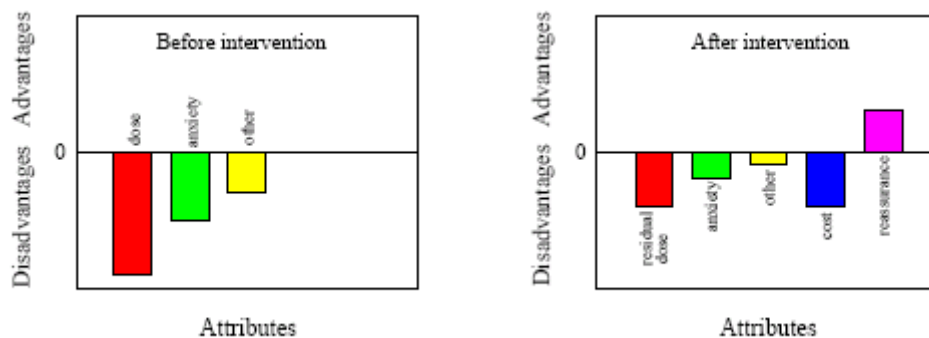 Before intervention
Advantages
Disadvantages
0
dose
anxiety
other
Attributes
After intervention
Advantages
Disadvantages
0
residual
dose
anxiety
other
cost
reassurance
Attributes